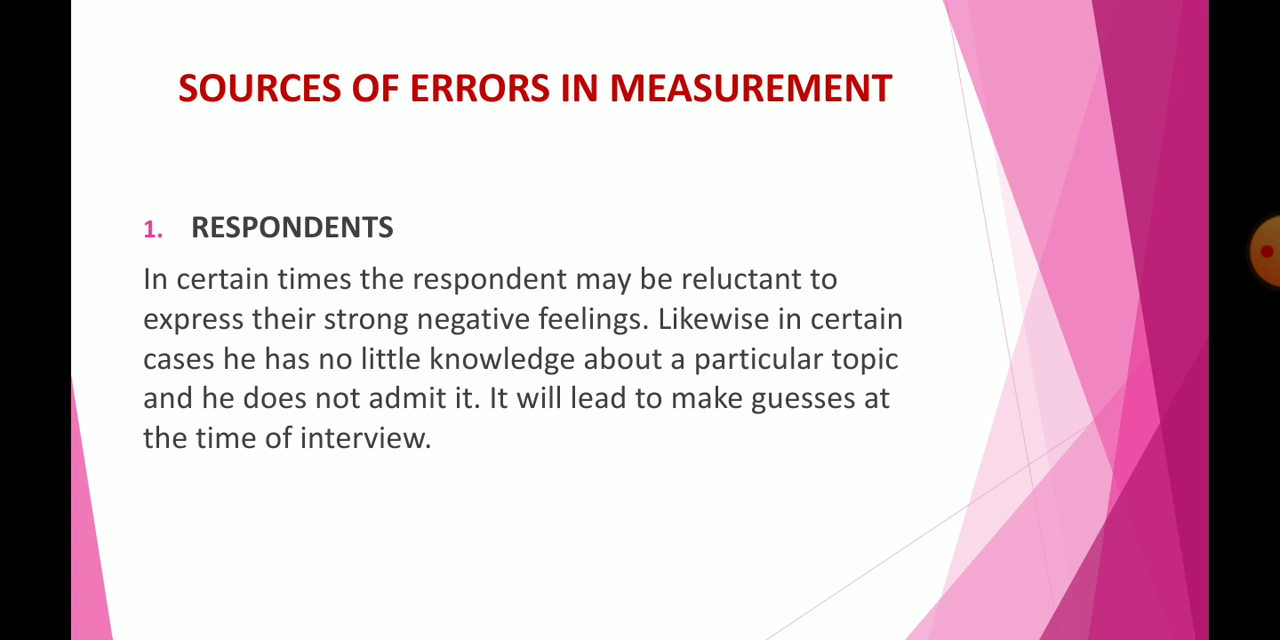 SOURCES OF ERRORS IN MEASUREMENT
1. RESPONDENTS
In certain times the respondent may be reluctant to
express their strong negative feelings. Likewise in certain
cases he has no little knowledge about a particular topic
and he does not admit it. It will lead to make guesses at
the time of interview.